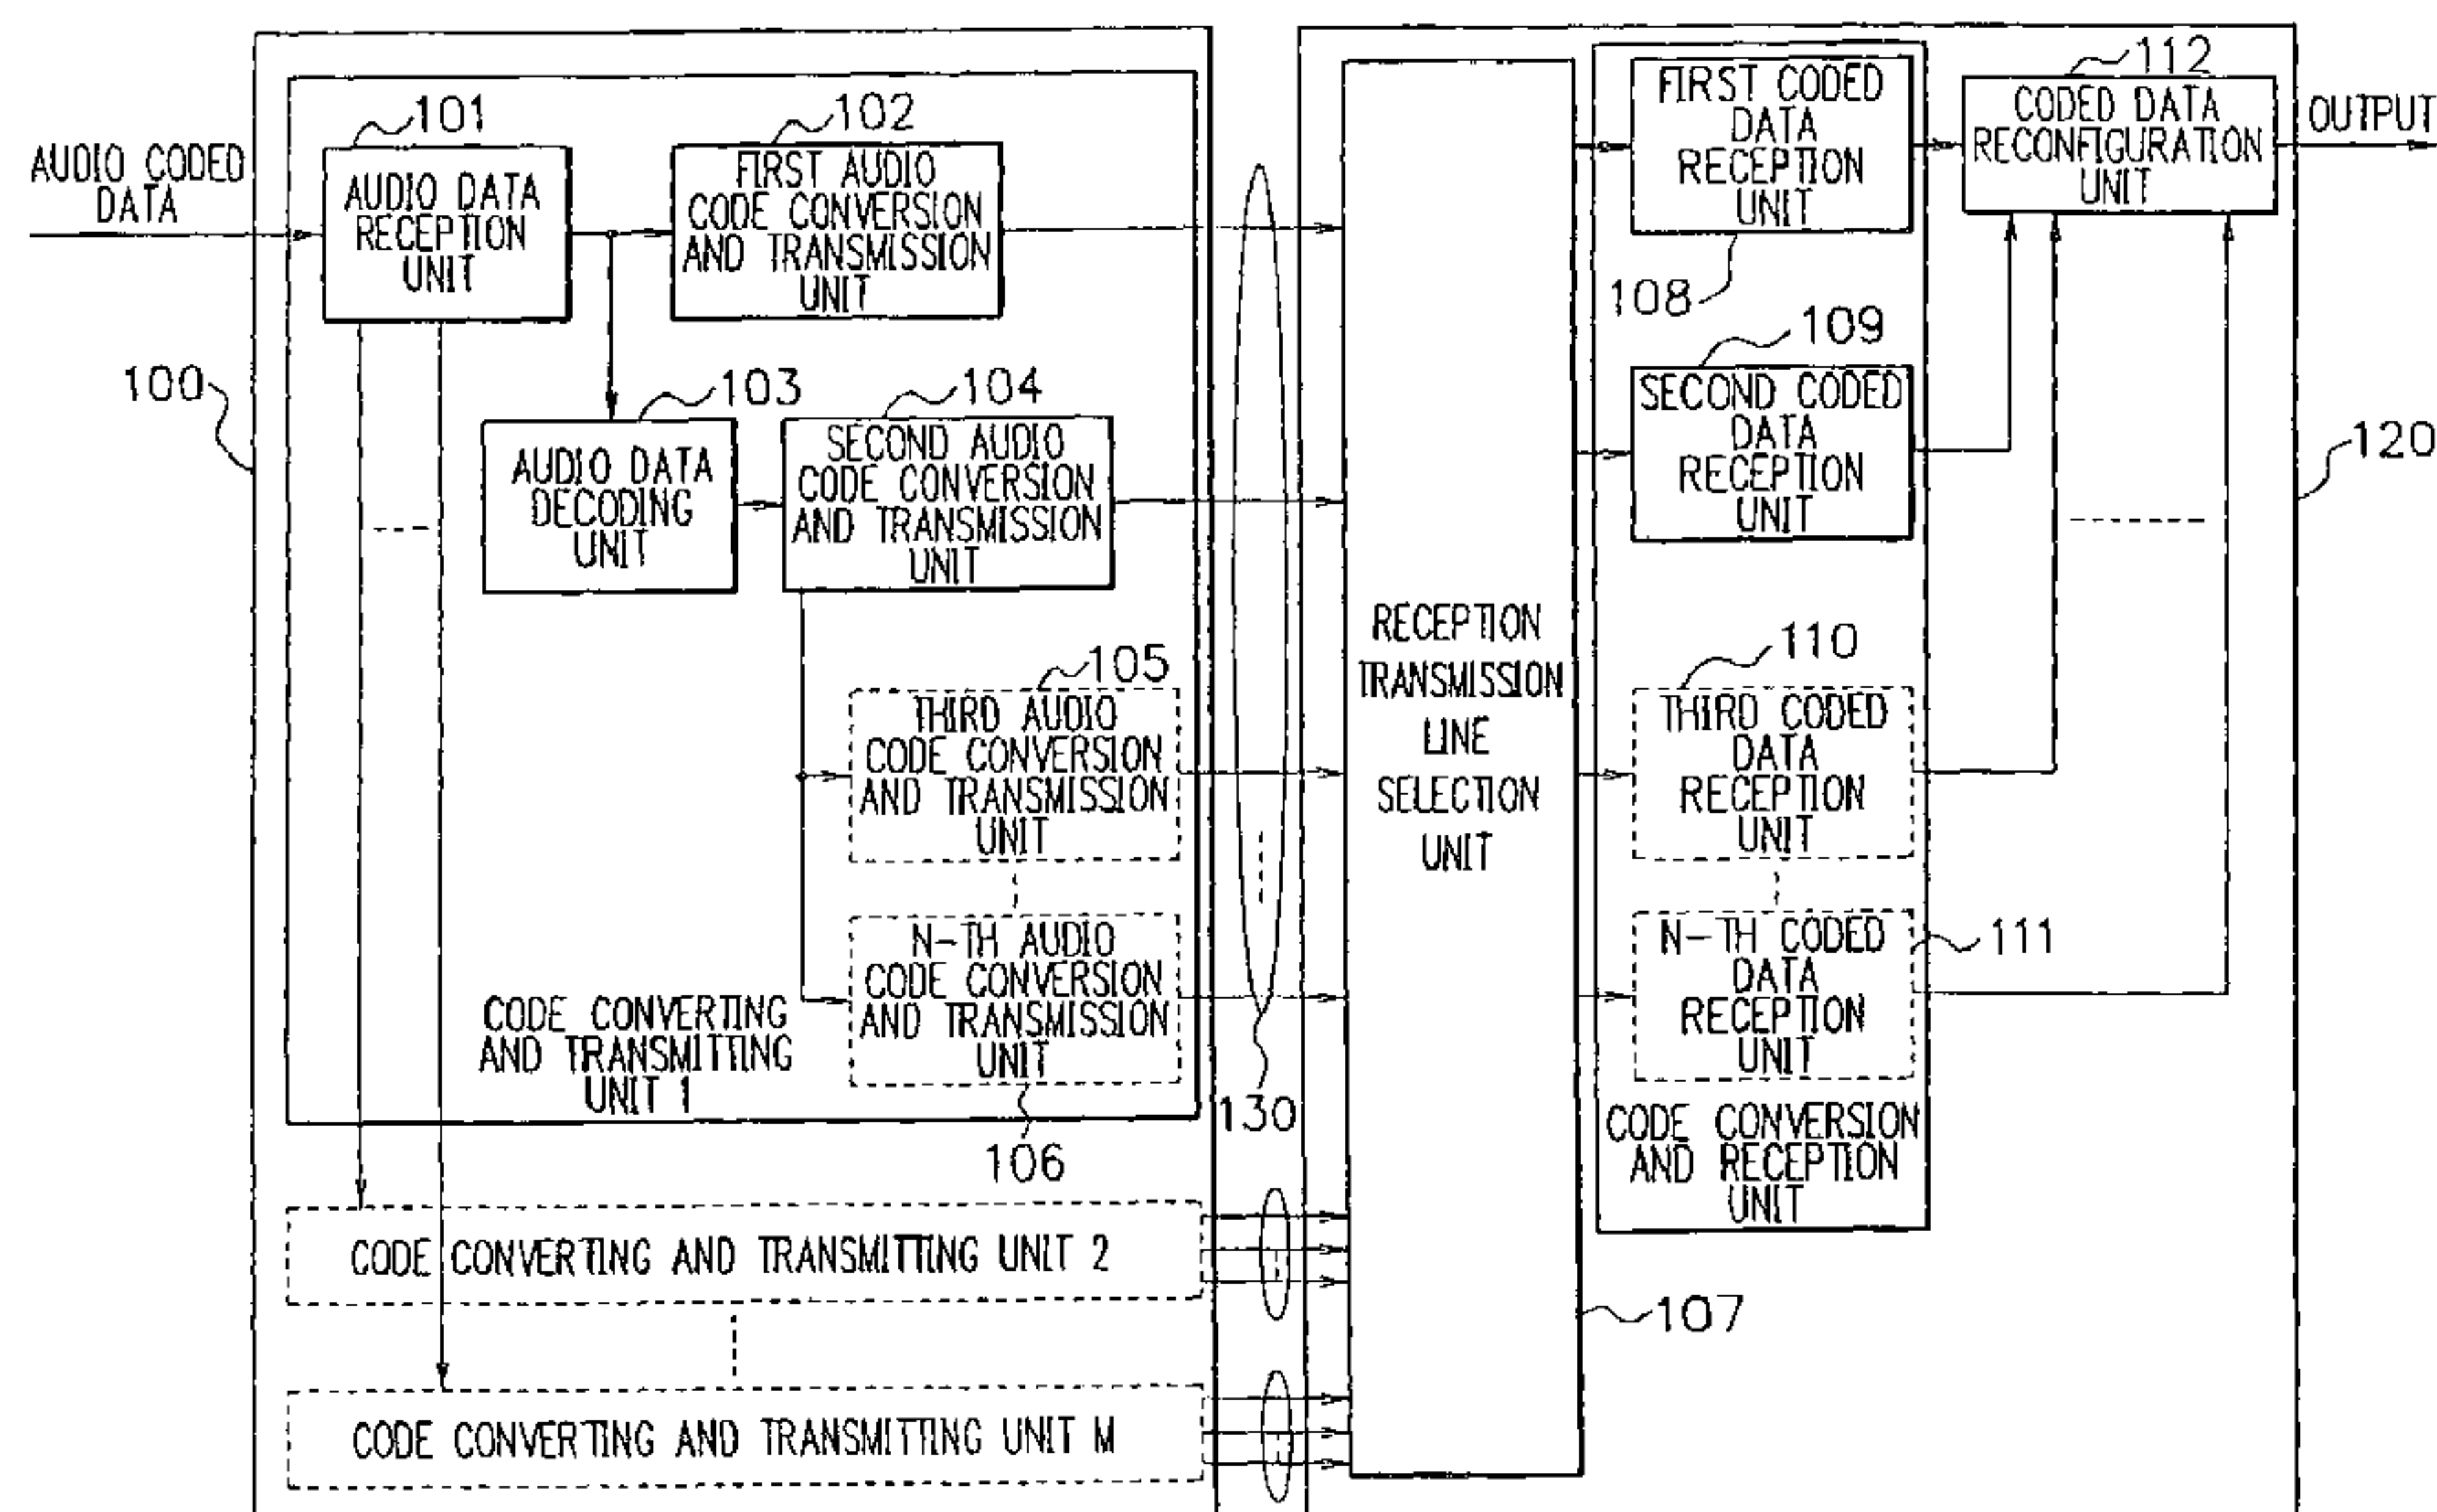 AUDIO CODED
DATA
100
101
AUDIO DATA
RECEPTION
UNIT
102
FIRST AUDIO
CODE CONVERSION
AND TRANSMISSION
UNIT
103
AUDIO DATA
DECODING
UNIT
104
SECOND AUDIO
CODE CONVERSION
AND TRANSMISSION
UNIT
105
THIRD AUDIO
CODE CONVERSION
AND TRANSMISSION
UNIT
N-TH AUDIO
CODE CONVERSION
AND TRANSMISSION
UNIT
106
CODE CONVERTING
AND TRANSMITTING
UNIT 1
CODE CONVERTING AND TRANSMITTING UNIT 2
CODE CONVERTING AND TRANSMITTING UNIT M
130
RECEPTION
TRANSMISSION
LINE
SELECTION
UNIT
107
FIRST CODED
DATA
RECEPTION
UNIT
108
109
SECOND CODED
DATA
RECEPTION
UNIT
110
THIRD CODED
DATA
RECEPTION
UNIT
N-TH CODED
DATA
RECEPTION
UNIT
111
CODE CONVERSION
AND RECEPTION
UNIT
112
CODED DATA
RECONFIGURATION
UNIT
OUTPUT
120